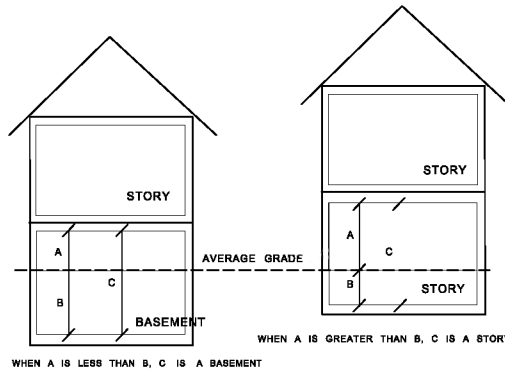 STORY
A
B
C
BASEMENT
WHEN A IS LESS THAN B, C IS A BASEMENT
AVERAGE GRADE
STORY
A
B
C
STORY
WHEN A IS GREATER THAN B, C IS A STORY